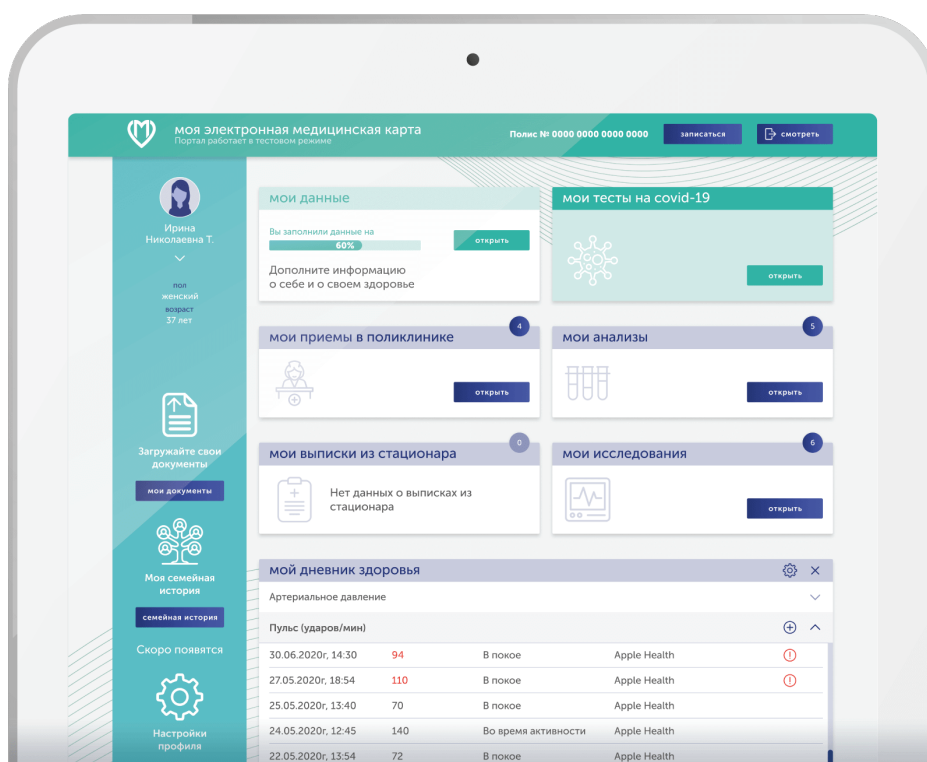 моя электронная медицинская карта
Портал работает в тестовом режиме
Полис № 0000 0000 0000 0000
записаться
смотреть
Ирина
Николаевна Т.
пол
женский
возраст
37 лет
Загружайте свои
документы
мои документы
Моя семейная
история
семейная история
Скоро появятся
Настройки
профиля
мои данные
Вы заполнили данные на
60%
открыть
Дополните информацию
о себе и о своем здоровье
мои тесты на covid-19
открыть
мои приемы в поликлинике
4
открыть
мои анализы
5
открыть
мои выписки из стационара
0
Нет данных о выписках из
стационара
мои исследования
6
открыть
мой дневник здоровья
Артериальное давление
Пульс (ударов/мин)
30.06.2020г, 14:30 94 В покое Apple Health
27.05.2020г, 18:54 110 В покое Apple Health
25.05.2020г, 13:40 70 В покое Apple Health
24.05.2020г, 12:45 140 Во время активности Apple Health
22.05.2020г, 13:54 72 В покое Apple Health